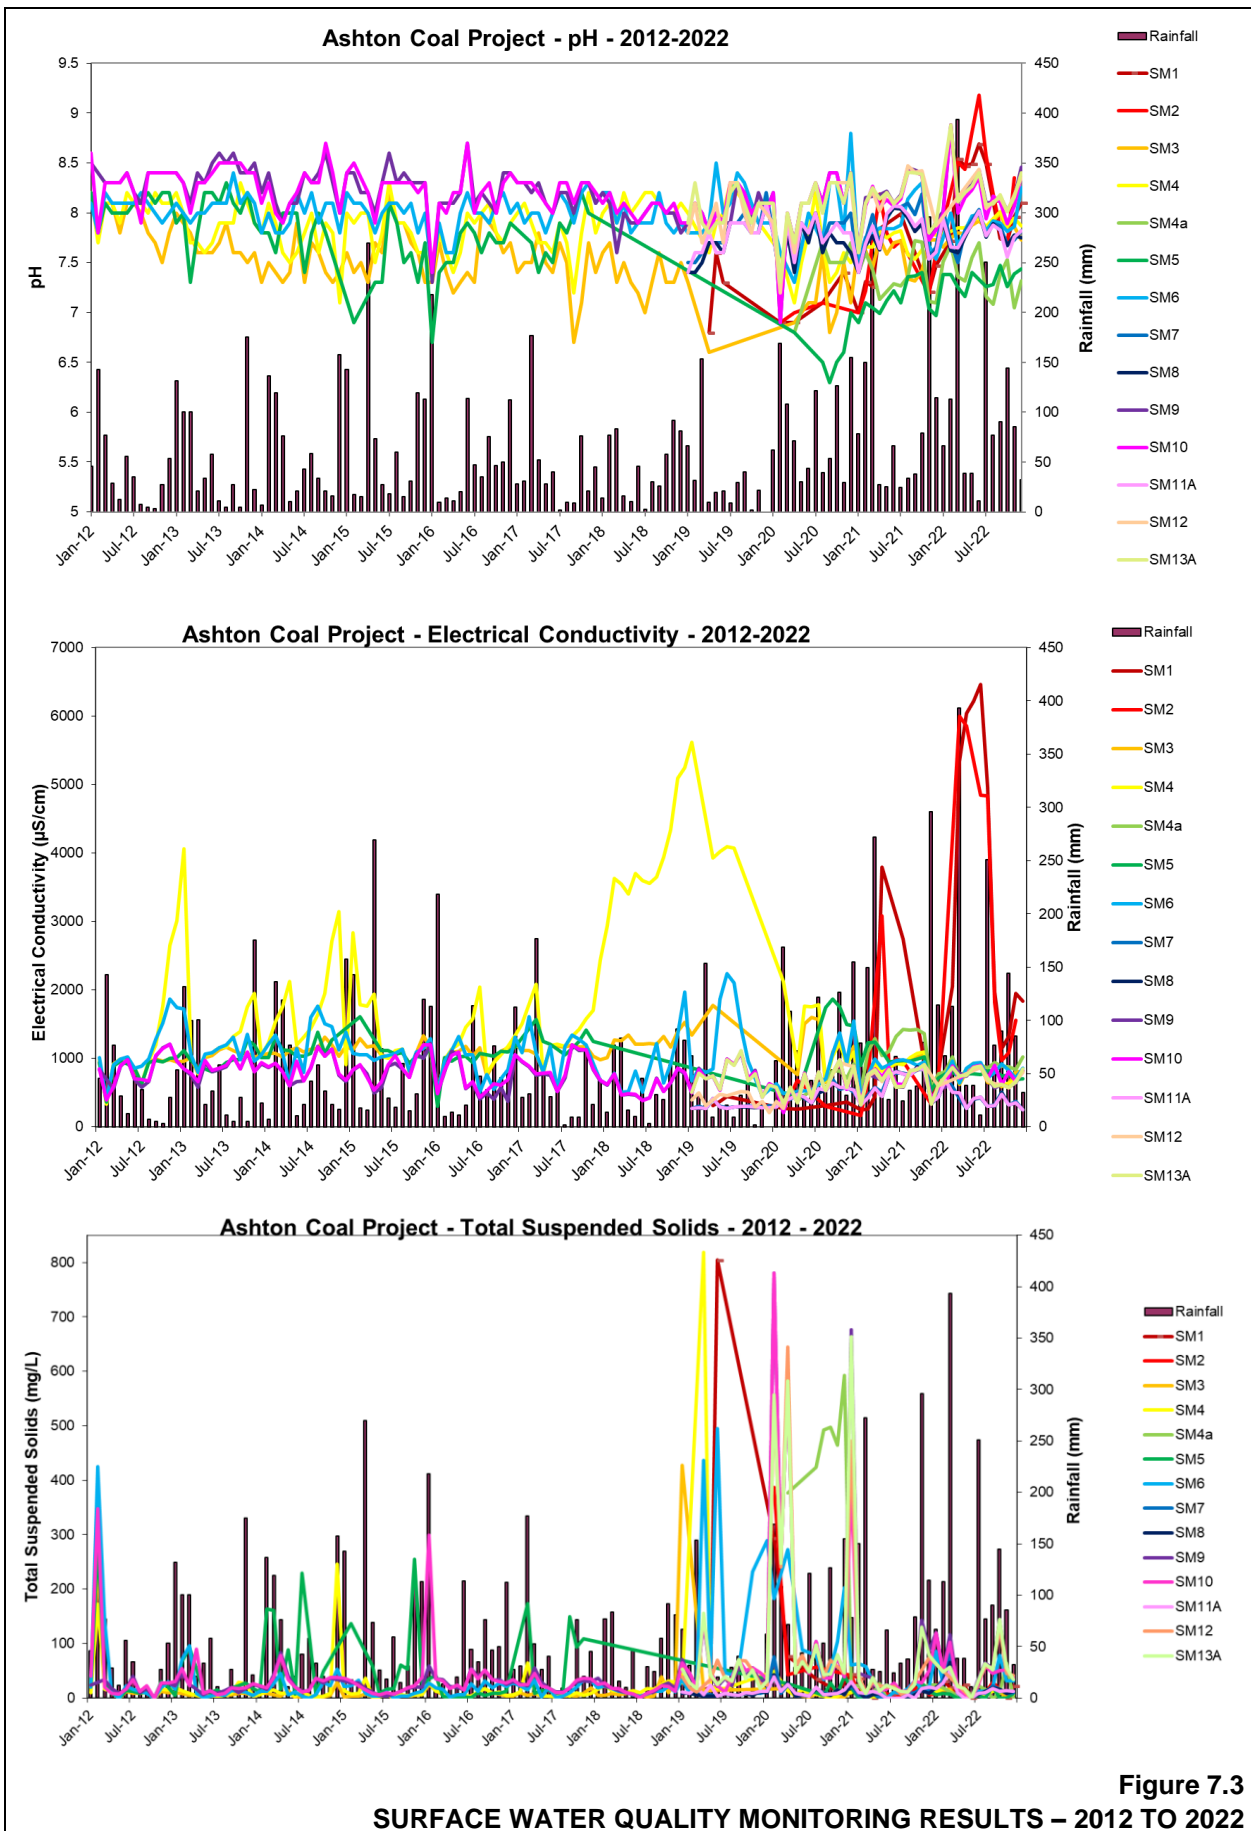 Ashton Coal Project - pH - 2012-2022
pH
9.5
9
8.5
8
7.5
7
6.5
6
5.5
5
450
400
350
300
250
200
150
100
50
0
Rainfall (mm)
Jan-12
Jul-12
Jan-13
Jul-13
Jan-14
Jul-14
Jan-15
Jul-15
Jan-16
Jul-16
Jan-17
Jul-17
Jan-18
Jul-18
Jan-19
Jul-19
Jan-20
Jul-20
Jan-21
Jul-21
Jan-22
Jul-22
Rainfall
SM1
SM2
SM3
SM4
SM4a
SM5
SM6
SM7
SM8
SM9
SM10
SM11A
SM12
SM13A
Ashton Coal Project - Electrical Conductivity - 2012-2022
Electrical Conductivity (µS/cm)
7000
6000
5000
4000
3000
2000
1000
0
450
400
350
300
250
200
150
100
50
0
Rainfall (mm)
Jan-12
Jul-12
Jan-13
Jul-13
Jan-14
Jul-14
Jan-15
Jul-15
Jan-16
Jul-16
Jan-17
Jul-17
Jan-18
Jul-18
Jan-19
Jul-19
Jan-20
Jul-20
Jan-21
Jul-21
Jan-22
Jul-22
Rainfall
SM1
SM2
SM3
SM4
SM4a
SM5
SM6
SM7
SM8
SM9
SM10
SM11A
SM12
SM13A
Ashton Coal Project - Total Suspended Solids - 2012 - 2022
Total Suspended Solids (mg/L)
800
700
600
500
400
300
200
100
0
450
400
350
300
250
200
150
100
50
0
Rainfall (mm)
Jan-12
Jul-12
Jan-13
Jul-13
Jan-14
Jul-14
Jan-15
Jul-15
Jan-16
Jul-16
Jan-17
Jul-17
Jan-18
Jul-18
Jan-19
Jul-19
Jan-20
Jul-20
Jan-21
Jul-21
Jan-22
Jul-22
Rainfall
SM1
SM2
SM3
SM4
SM4a
SM5
SM6
SM7
SM8
SM9
SM10
SM11A
SM12
SM13A
Figure 7.3
SURFACE WATER QUALITY MONITORING RESULTS – 2012 TO 2022